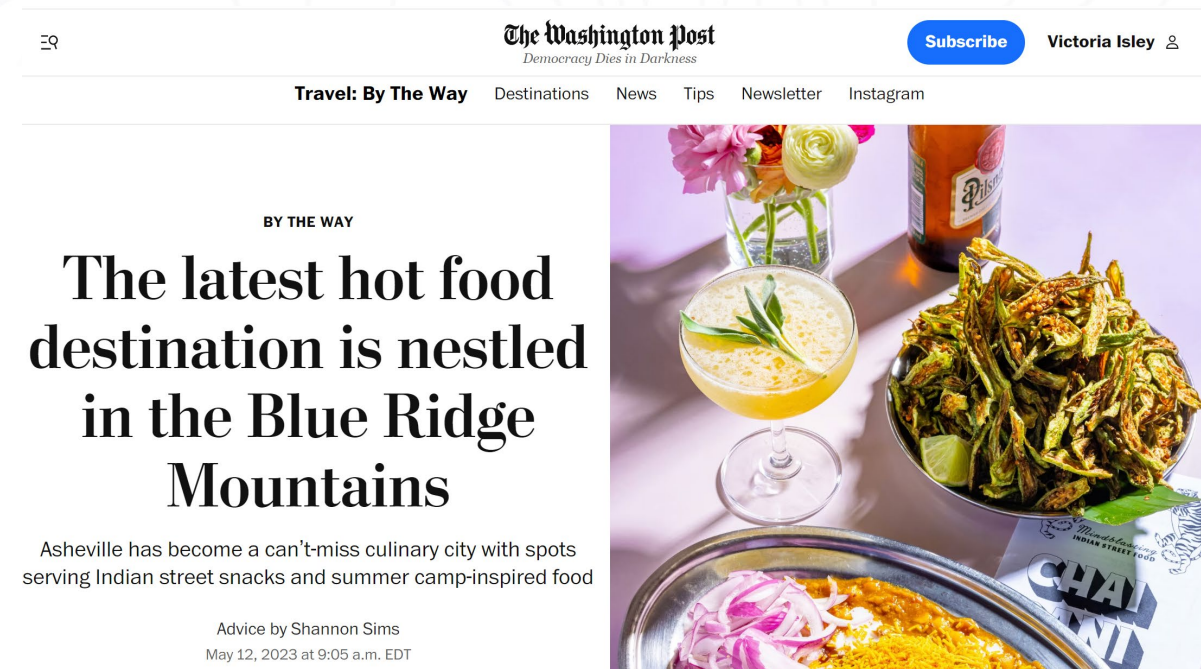 The Washington Post
Democracy Dies in Darkness
Subscribe
Victoria Isley
Travel: By The Way
Destinations
News
Tips
Newsletter
Instagram
BY THE WAY
The latest hot food
destination is nestled
in the Blue Ridge
Mountains
Asheville has become a can't-miss culinary city with spots
serving Indian street snacks and summer camp-inspired food
Advice by Shannon Sims
May 12, 2023 at 9:05 a.m. EDT
Mindblasting
INDIAN STREET FOOD
CHAI